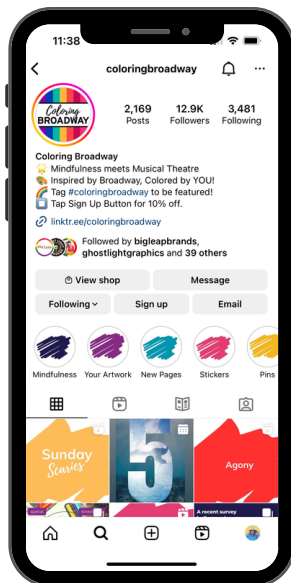 11:38
coloringbroadway
Coloring
BROADWAY
2,169
12.9K
3,481
Posts
Followers
Following
Coloring Broadway
Mindfulness meets Musical Theatre
Inspired by Broadway, Colored by YOU!
Tag #coloringbroadway to be featured!
Tap Sign Up Button for 10% off.
linktr.ee/coloringbroadway
Followed by bigleapbrands,
ghostlightgraphics and 39 others
View shop
Message
Following
Sign up
Email
Mindfulness
Your Artwork
New Pages
Stickers
Pins
Sunday
Scaries
5
Agony
A recent survey